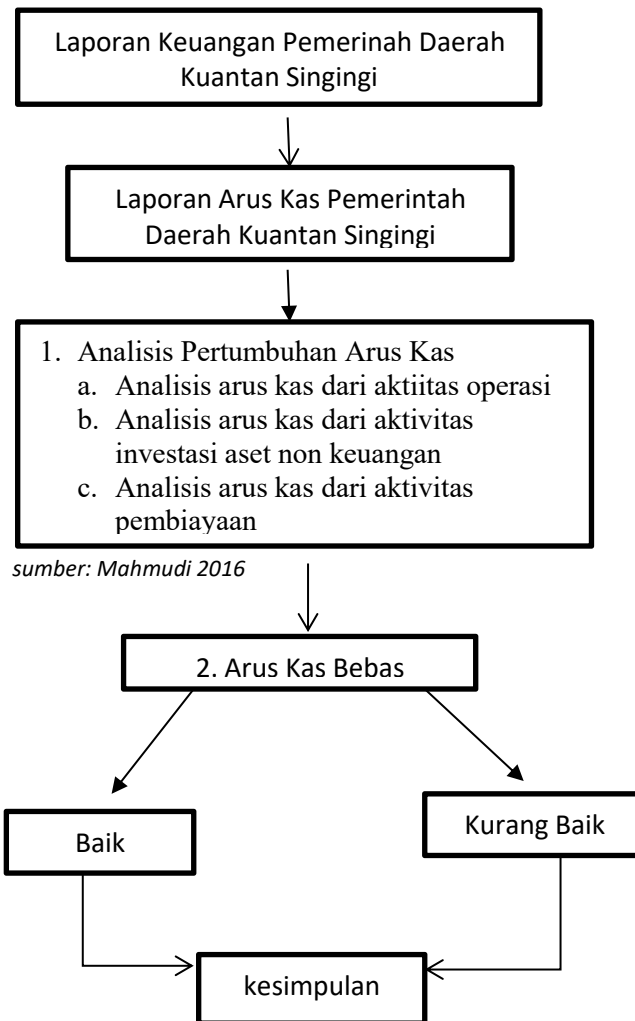 Laporan Keuangan Pemerinah Daerah
Kuantan Singingi
Laporan Arus Kas Pemerintah
Daerah Kuantan Singingi
1. Analisis Pertumbuhan Arus Kas
a. Analisis arus kas dari aktiitas operasi
b. Analisis arus kas dari aktivitas
investasi aset non keuangan
c. Analisis arus kas dari aktivitas
pembiayaan
sumber: Mahmudi 2016
2. Arus Kas Bebas
Baik
Kurang Baik
kesimpulan